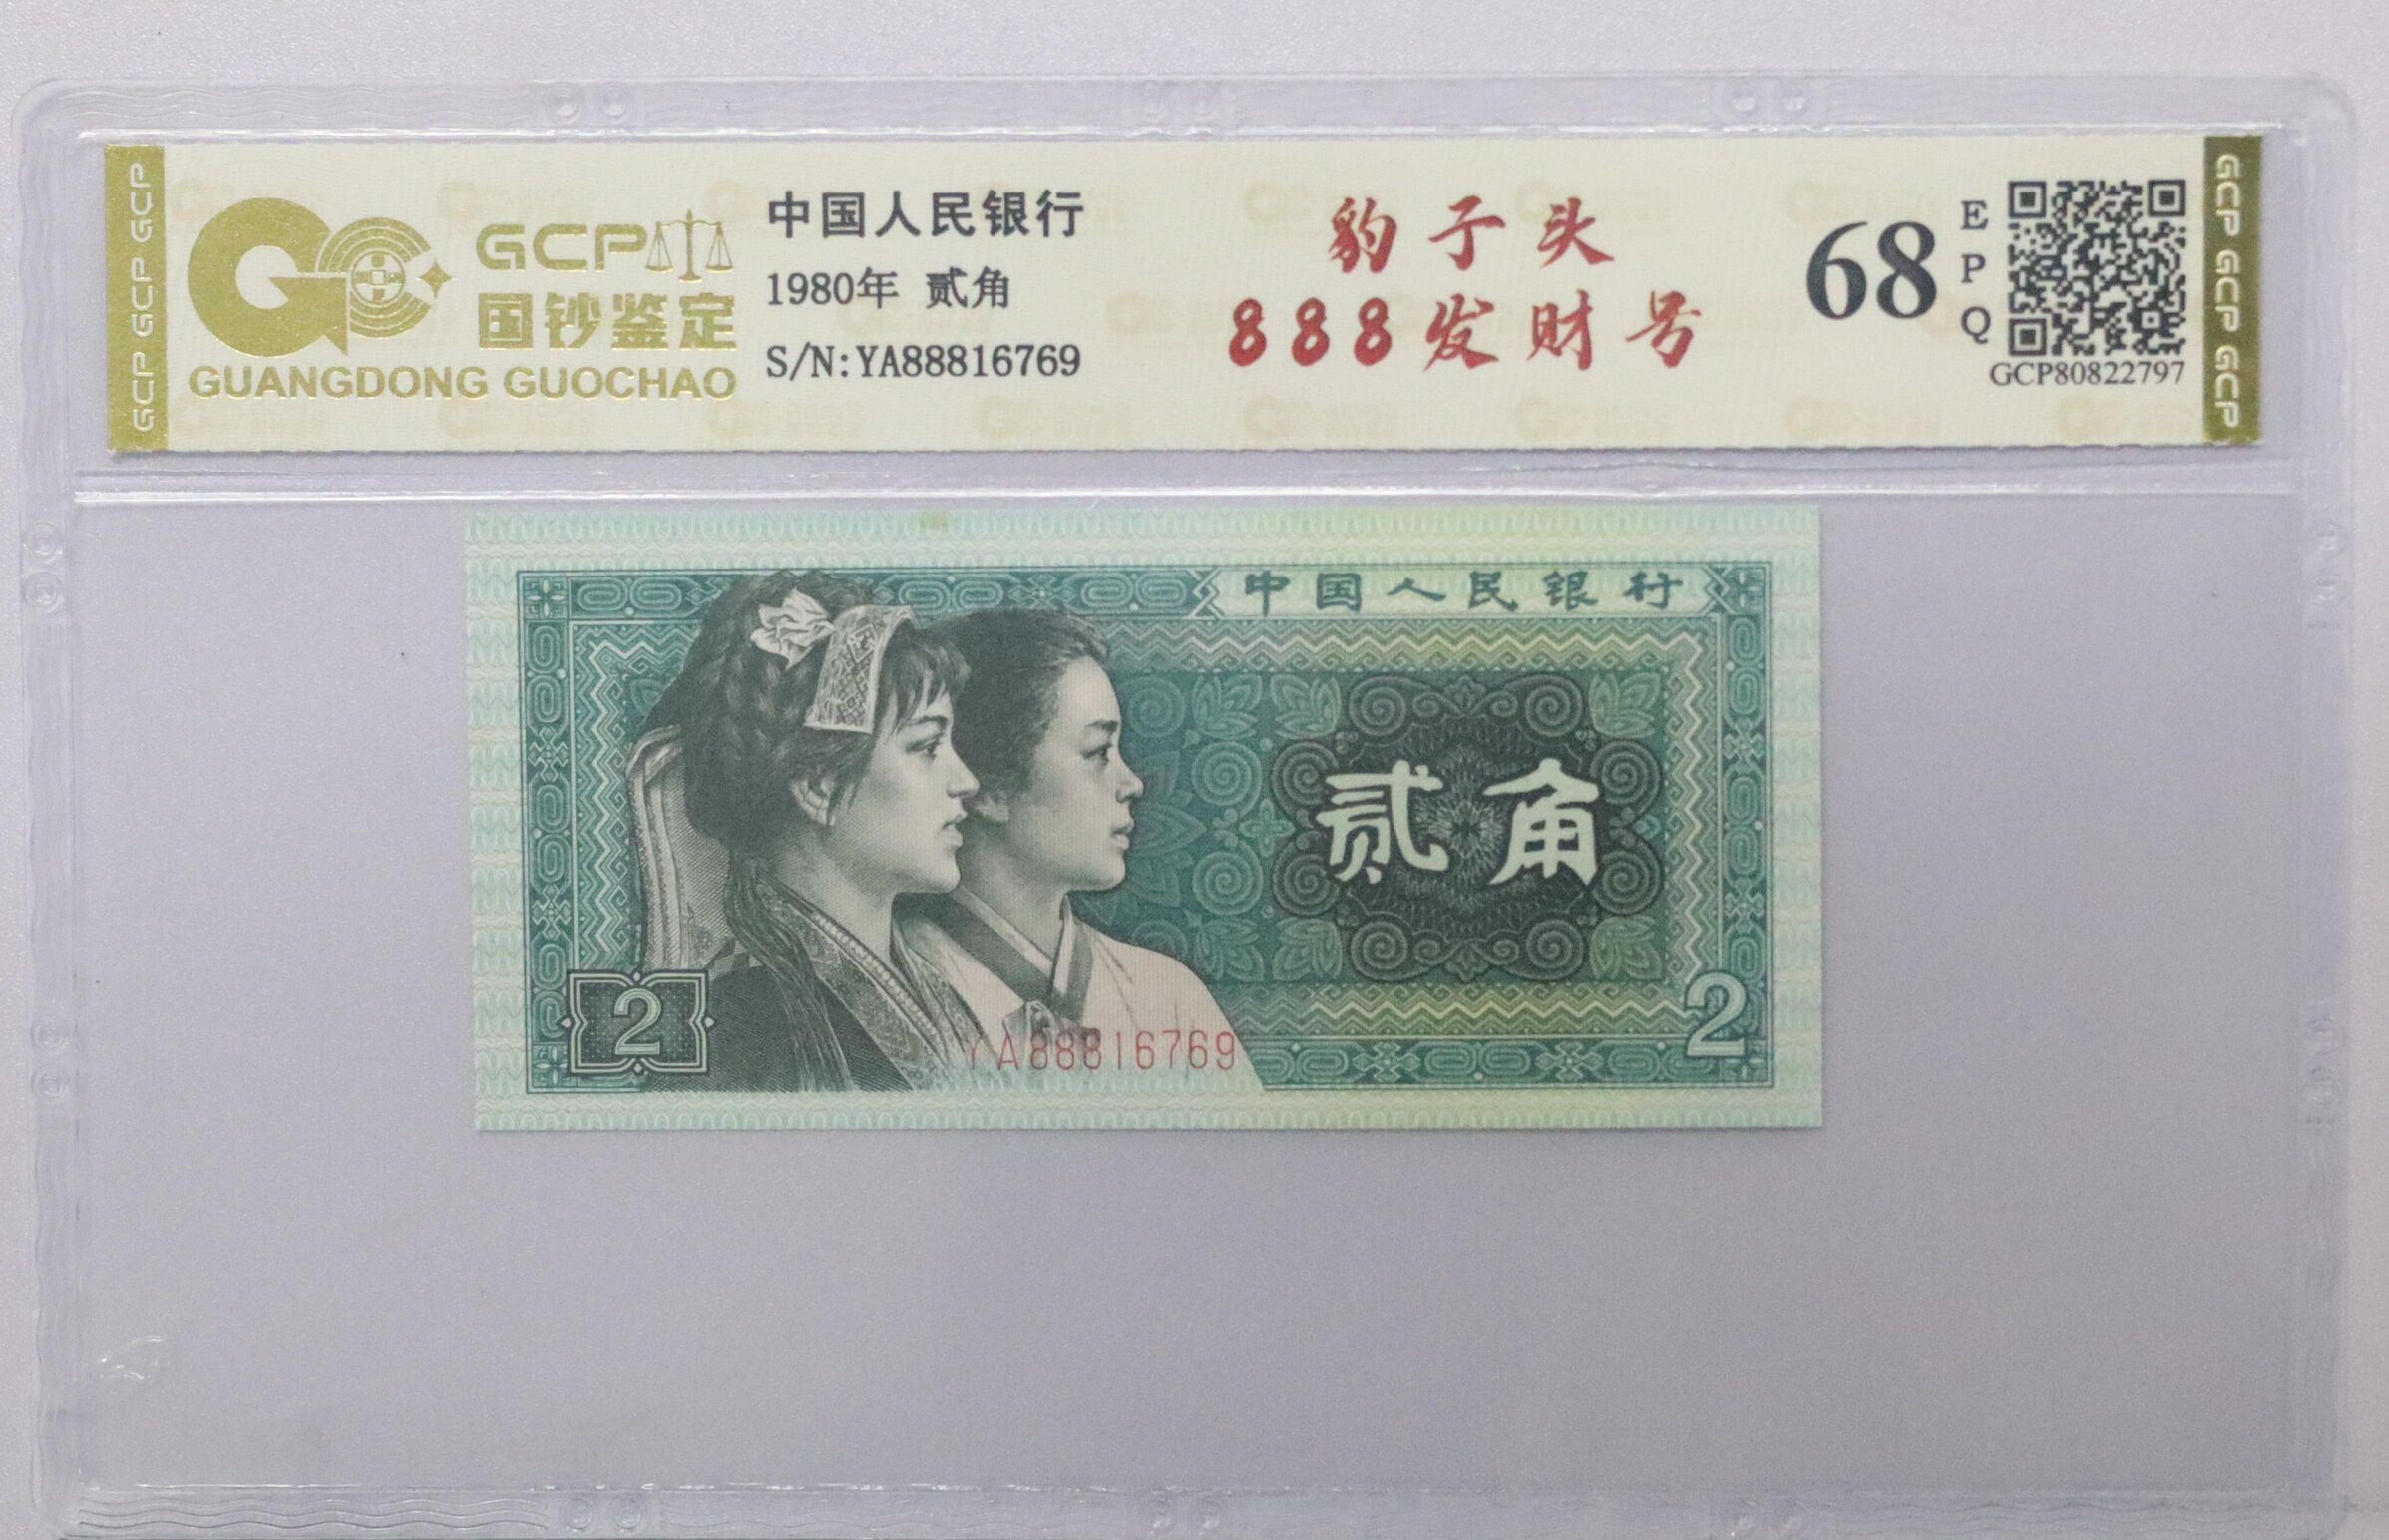 GCP GCP GCP
GCP
国钞鉴定
GUANGDONG GUOCHAO
中国人民银行
1980年 贰角
S/N:YA88816769
豹子头
888发财号
68
EPQ
GCP80822797
GCP GCP GCP
中国人民银行
贰角
2
YA88816769
2